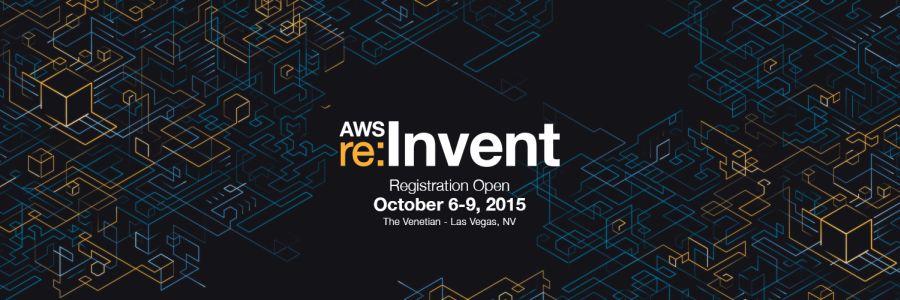 AWS
re:Invent
Registration Open
October 6-9, 2015
The Venetian - Las Vegas, NV